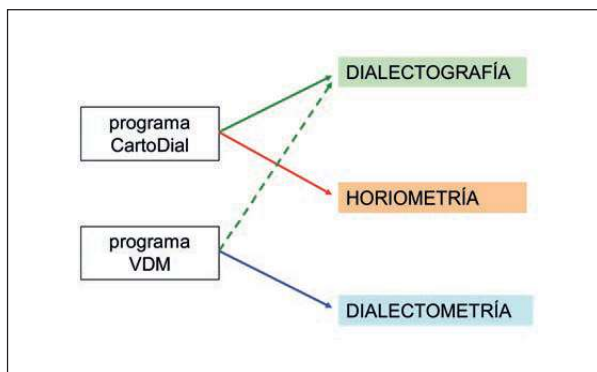 DIALECTOGRAFÍA
programa
CartoDial
HORIOMETRÍA
programa
VDM
DIALECTOMETRÍA